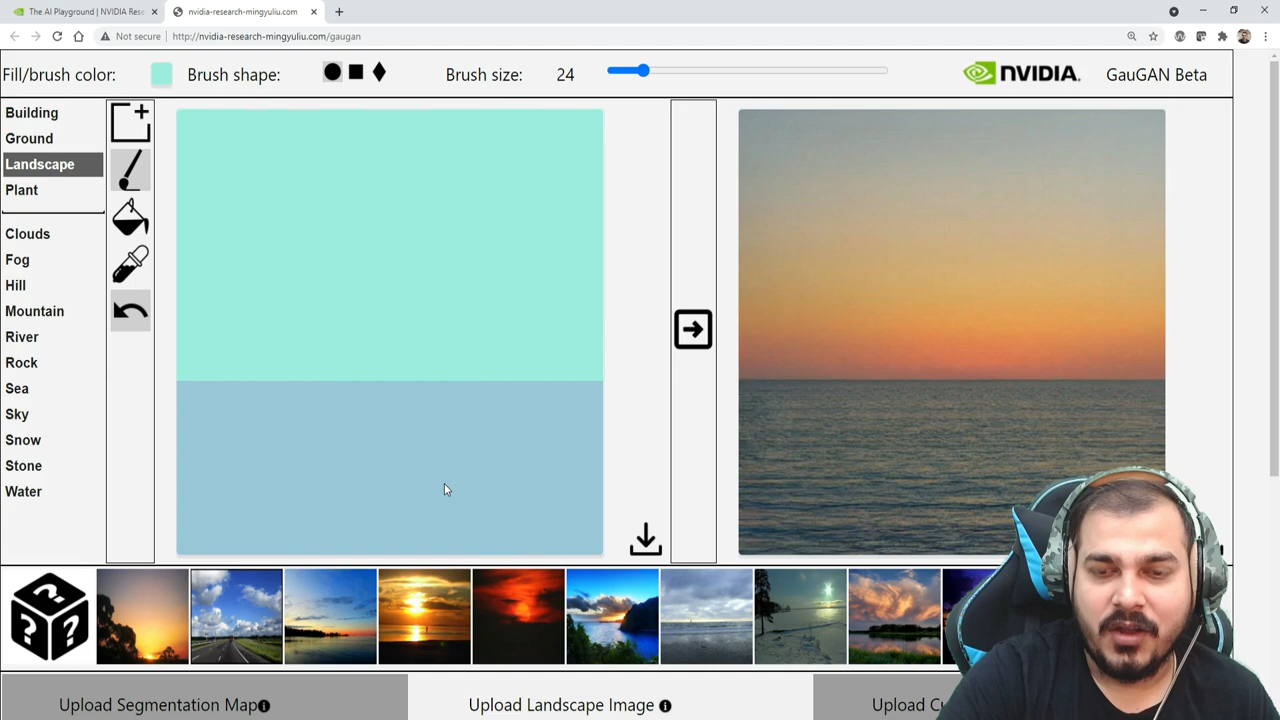 The AI Playground | NVIDIA Rese
nvidia-research-mingyuliu.com
Not secure
http://nvidia-research-mingyuliu.com/gaugan
Fill/brush color:
Brush shape:
Brush size: 24
NVIDIA.
GauGAN Beta
Building
Ground
Landscape
Plant
Clouds
Fog
Hill
Mountain
River
Rock
Sea
Sky
Snow
Stone
Water
Upload Segmentation Map
Upload Landscape Image
Upload